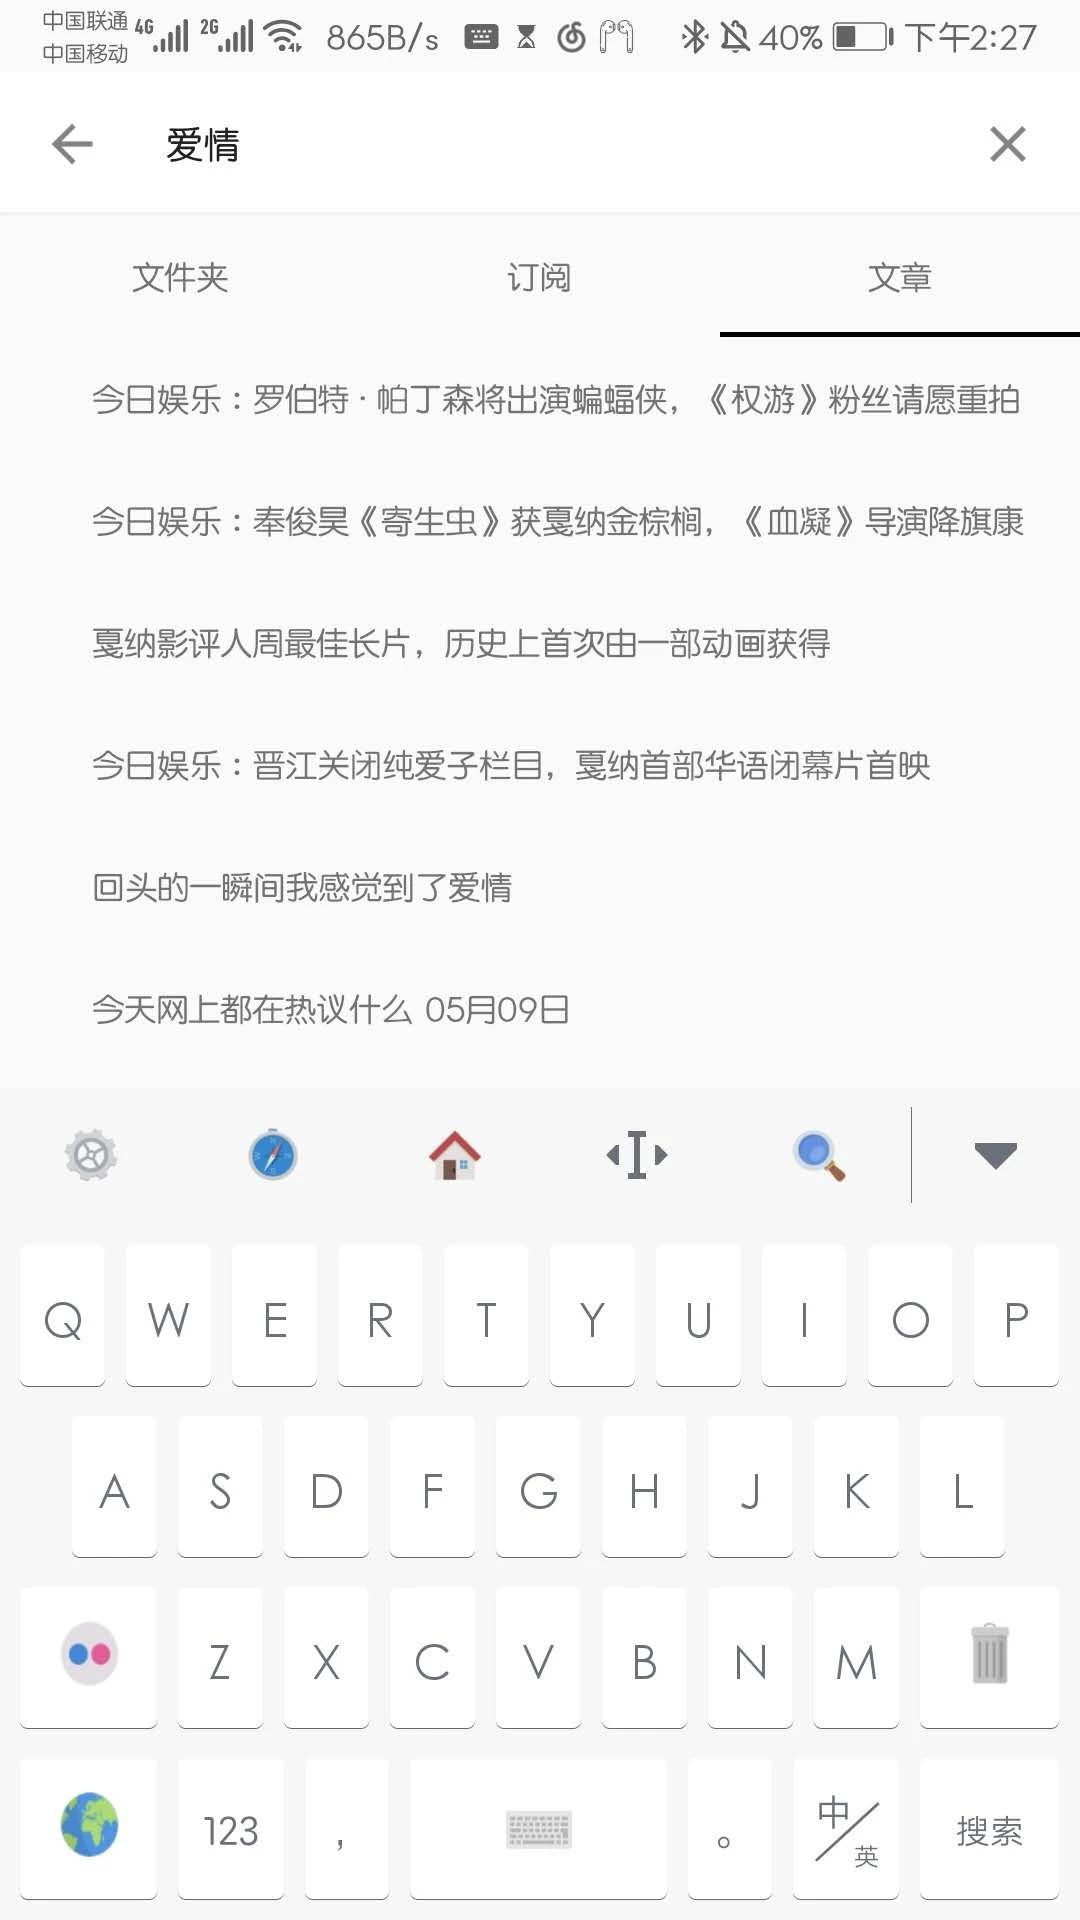 中国联通 4G 2G 865B/s 40% 下午2:27
中国移动
爱情
文件夹 订阅 文章
今日娱乐：罗伯特·帕丁森将出演蝙蝠侠，《权游》粉丝请愿重拍
今日娱乐：奉俊昊《寄生虫》获戛纳金棕榈，《血凝》导演降旗康
戛纳影评人周最佳长片，历史上首次由一部动画获得
今日娱乐：晋江关闭纯爱子栏目，戛纳首部华语闭幕片首映
回头的一瞬间我感觉到了爱情
今天网上都在热议什么 05月09日
Q W E R T Y U I O P
A S D F G H J K L
Z X C V B N M
123 ， 。 中/英 搜索